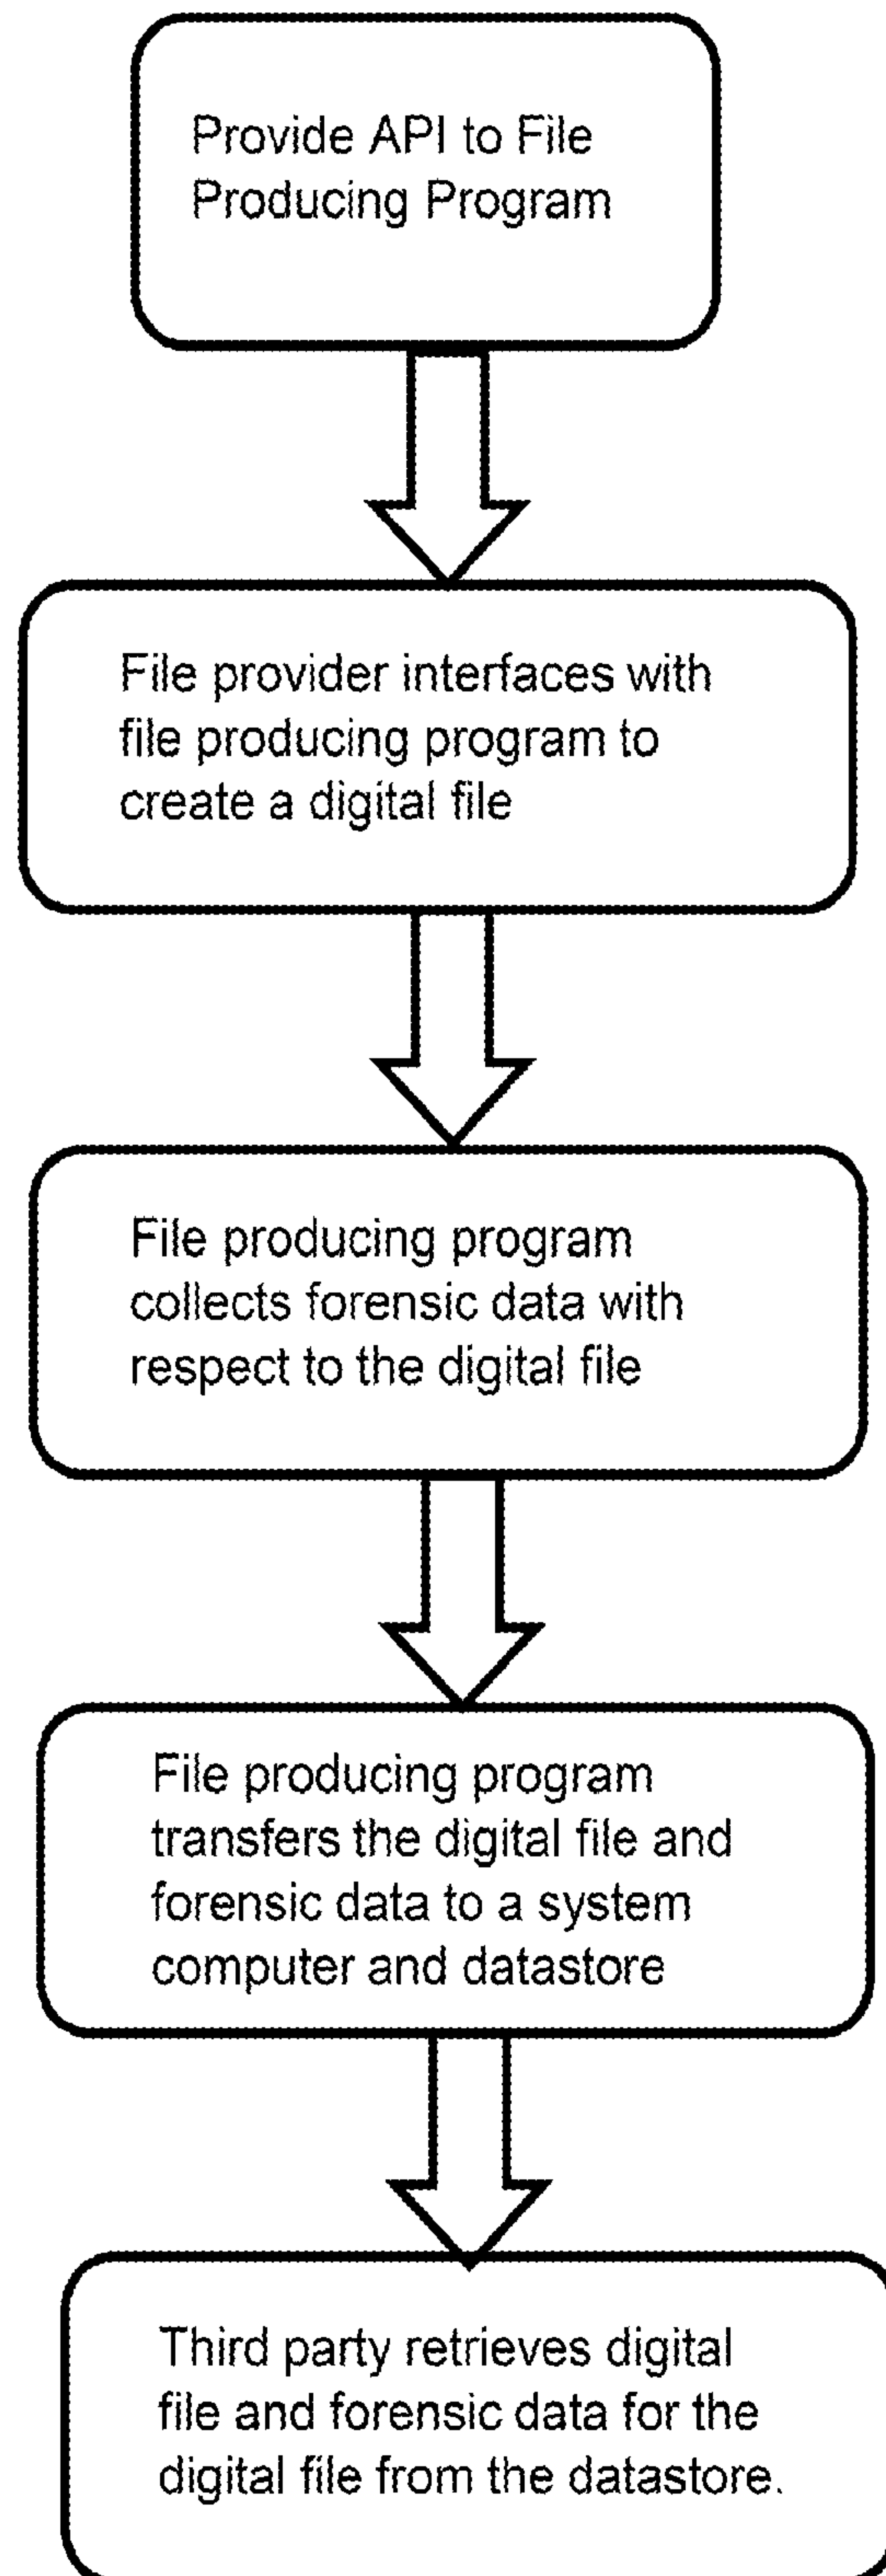 Provide API to File
Producing Program
File provider interfaces with
file producing program to
create a digital file
File producing program
collects forensic data with
respect to the digital file
File producing program
transfers the digital file and
forensic data to a system
computer and datastore
Third party retrieves digital
file and forensic data for the
digital file from the datastore.